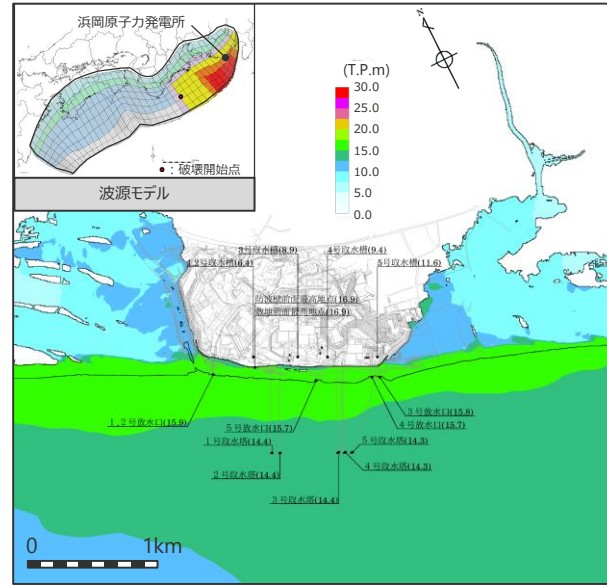 浜岡原子力発電所
●:破壊開始点
波源モデル
N
(T.P.m)
30.0
25.0
20.0
15.0
10.0
5.0
0.0
3号取水槽(8.9)
4号取水槽(9.4)
1,2号取水槽(6.4)
5号取水槽(11.6)
防波壁前面最高地点(16.9)
敷地前面最高地点(16.9)
1,2号放水口(15.9)
5号放水口(15.7)
3号放水口(15.8)
4号放水口(15.7)
1号取水塔(14.4)
5号取水塔(14.3)
2号取水塔(14.4)
4号取水塔(14.3)
3号取水塔(14.4)
0
1km